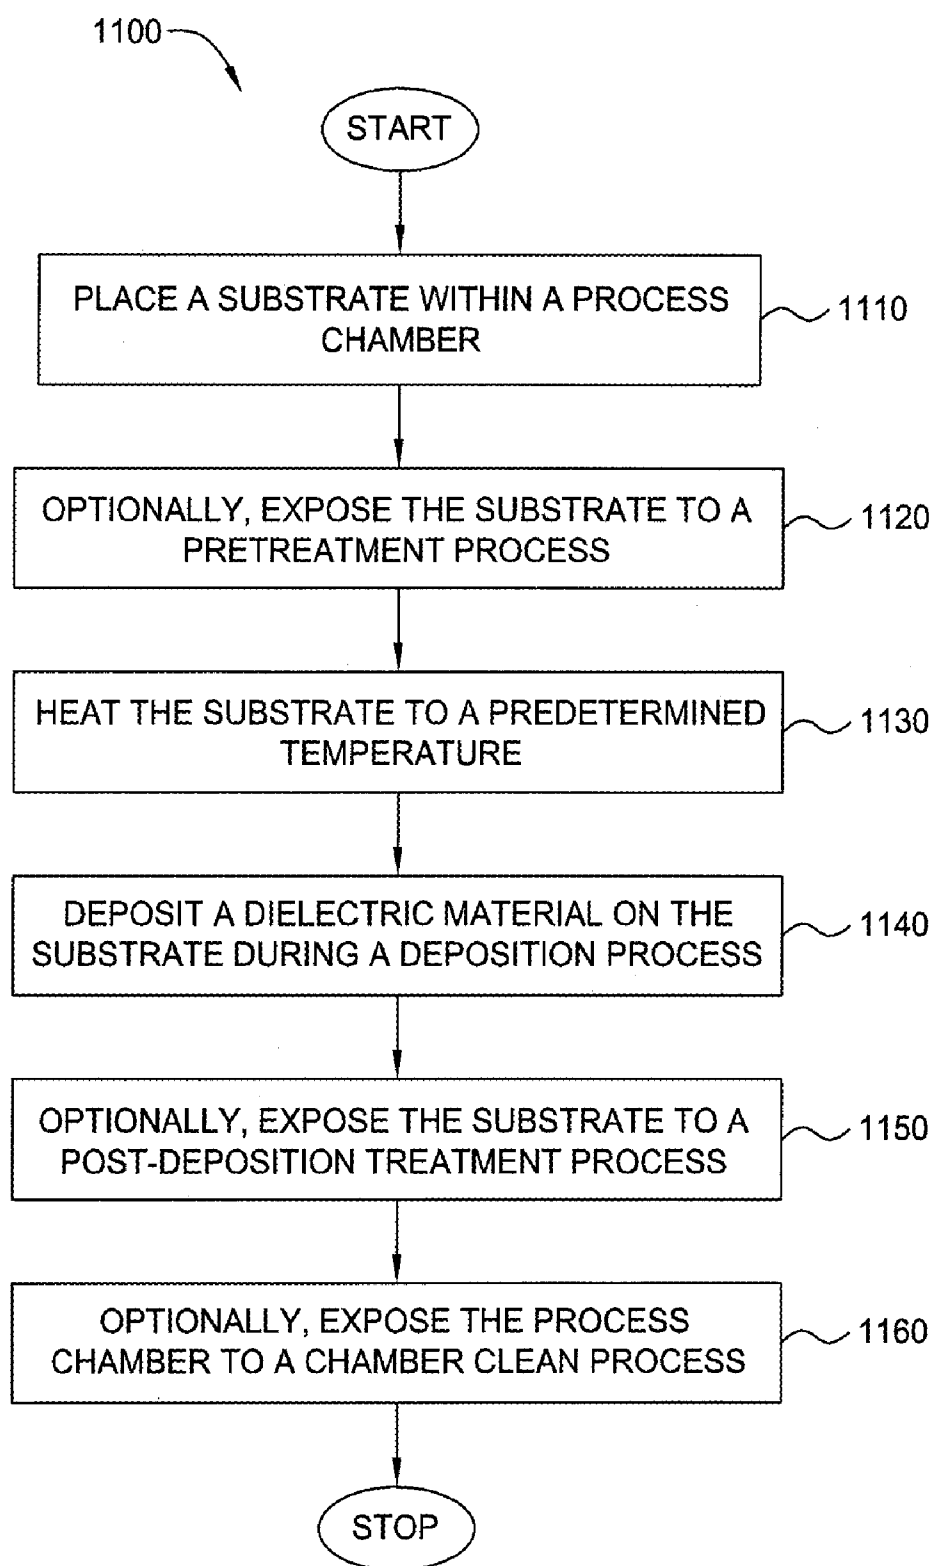 1100
START
PLACE A SUBSTRATE WITHIN A PROCESS
CHAMBER
1110
OPTIONALLY, EXPOSE THE SUBSTRATE TO A
PRETREATMENT PROCESS
1120
HEAT THE SUBSTRATE TO A PREDETERMINED
TEMPERATURE
1130
DEPOSIT A DIELECTRIC MATERIAL ON THE
SUBSTRATE DURING A DEPOSITION PROCESS
1140
OPTIONALLY, EXPOSE THE SUBSTRATE TO A
POST-DEPOSITION TREATMENT PROCESS
1150
OPTIONALLY, EXPOSE THE PROCESS
CHAMBER TO A CHAMBER CLEAN PROCESS
1160
STOP